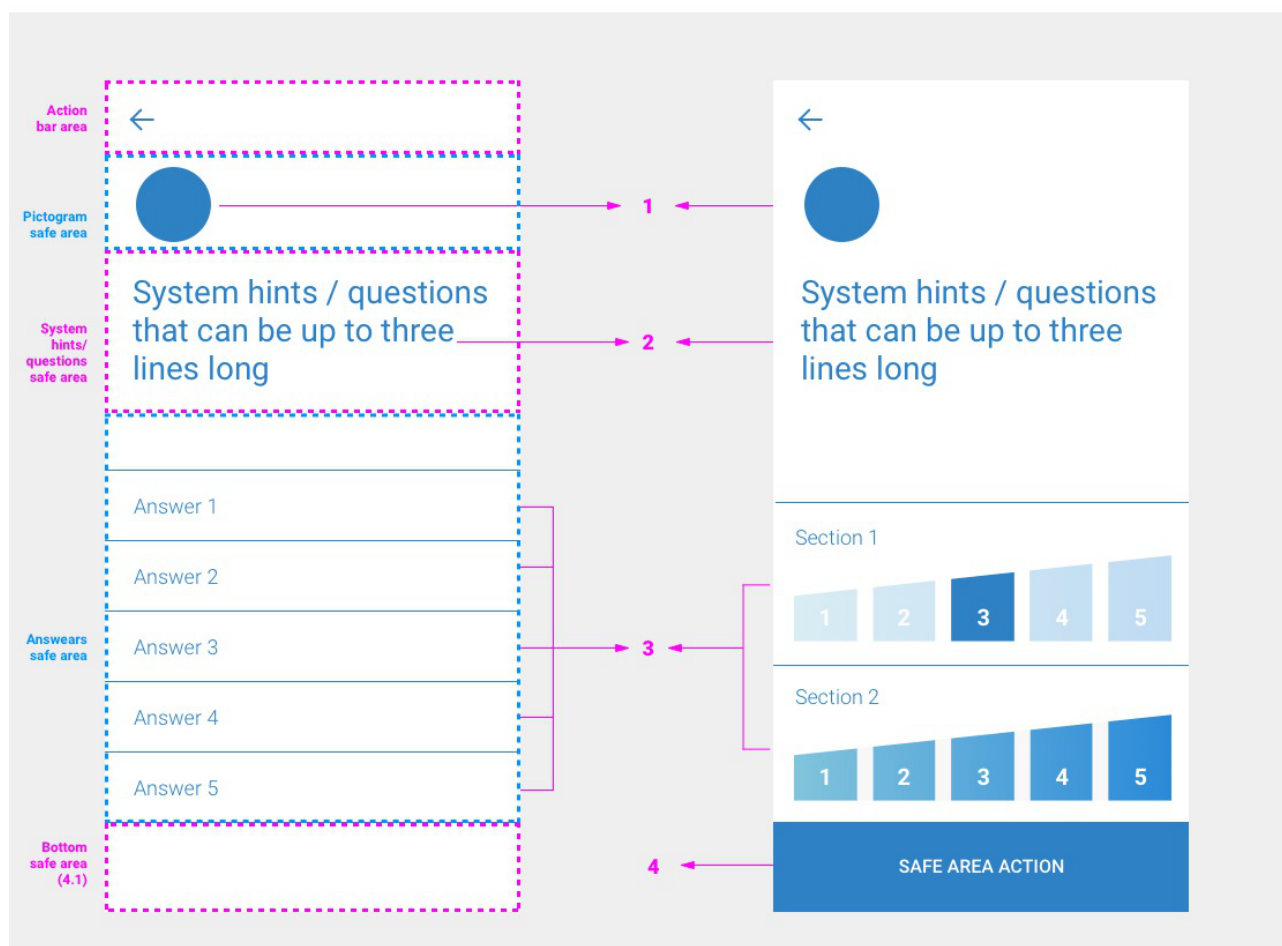 Action
bar area
Pictogram
safe area
1
System hints / questions
that can be up to three
lines long
System
hints/
questions
safe area
2
System hints / questions
that can be up to three
lines long
Answer 1
Answer 2
Answer 3
Answer 4
Answer 5
Answears
safe area
3
Section 1
1 2 3 4 5
Section 2
1 2 3 4 5
Bottom
safe area
(4.1)
4
SAFE AREA ACTION